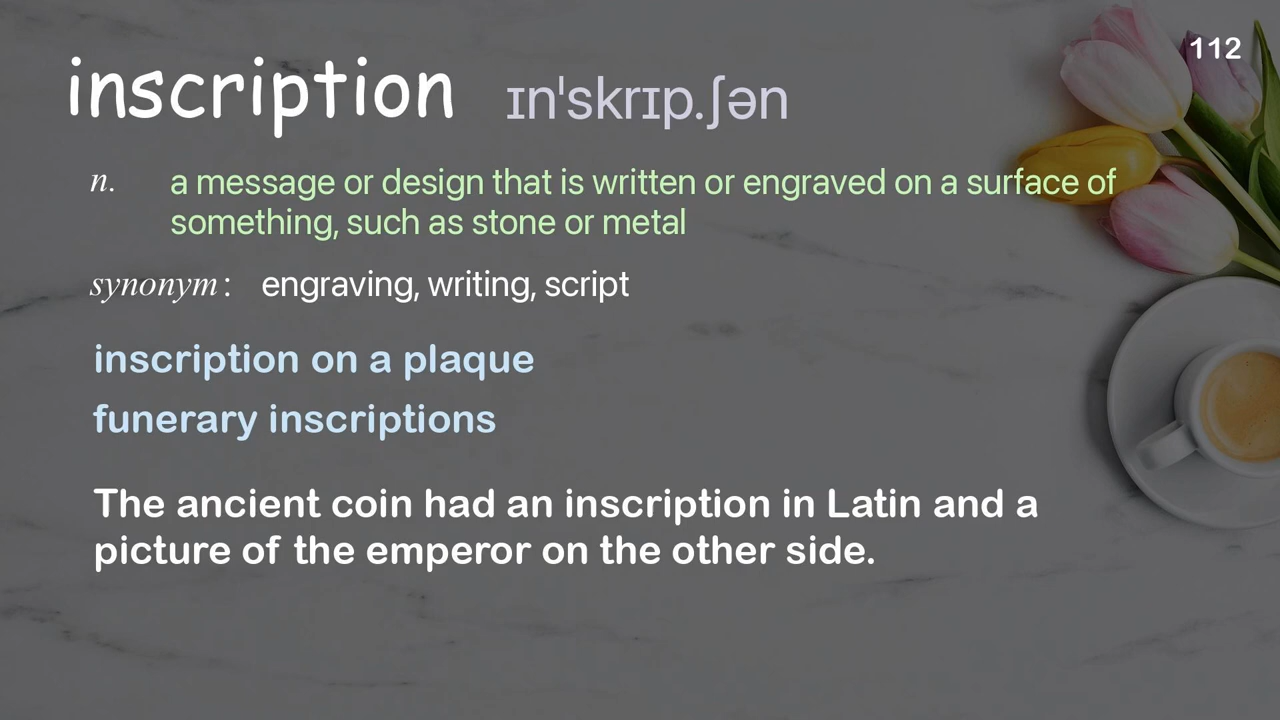 112
inscription ɪnˈskrɪp.ʃən
n. a message or design that is written or engraved on a surface of
something, such as stone or metal
synonym: engraving, writing, script
inscription on a plaque
funerary inscriptions
The ancient coin had an inscription in Latin and a
picture of the emperor on the other side.